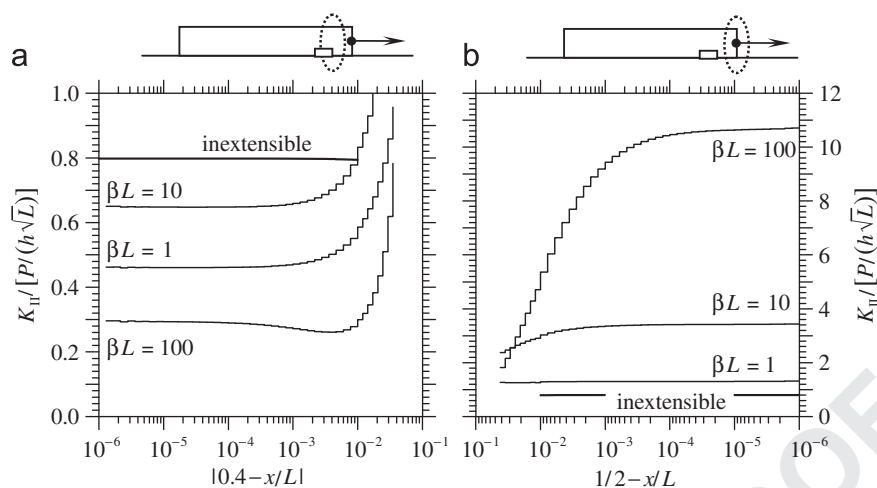 a
b
K_II/[P/(h√L)]
1.0
0.8
0.6
0.4
0.2
0.0
inextensible
βL = 10
βL = 1
βL = 100
10⁻⁶ 10⁻⁵ 10⁻⁴ 10⁻³ 10⁻² 10⁻¹
|0.4−x/L|
βL = 100
βL = 10
βL = 1
inextensible
12
10
8
6
4
2
0
K_II/[P/(h√L)]
10⁻¹ 10⁻² 10⁻³ 10⁻⁴ 10⁻⁵ 10⁻⁶
1/2−x/L